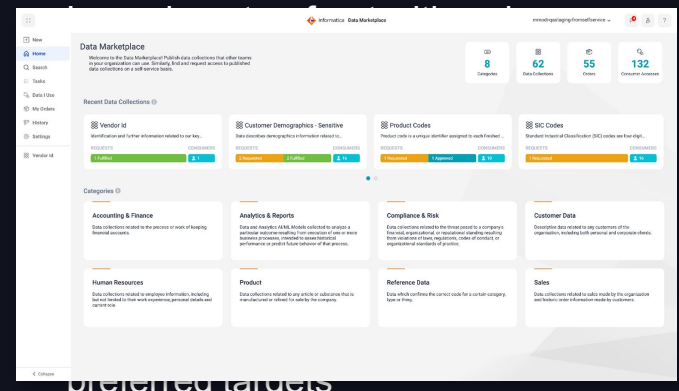 Informatica Data Marketplace
New
Home
Search
Tasks
Data I Use
My Orders
History
Settings
Vendor Id
Collapse
Data Marketplace
Welcome to the Data Marketplace! Publish data collections that other teams
in your organization can use. Similarly, find and request access to published
data collections on a self-service basis.
8
Categories
62
Data Collections
55
Orders
132
Consumer Accesses
Recent Data Collections
Vendor Id
Identification and further information related to our key...
REQUESTS CONSUMERS
1 Fulfilled 1
Customer Demographics - Sensitive
Data describes demographics information related to...
REQUESTS CONSUMERS
16
Product Codes
Product code is a unique identifier assigned to each finished ...
REQUESTS CONSUMERS
1 Requested 1 Approved
SIC Codes
Standard Industrial Classification (SIC) codes are four-digit...
REQUESTS CONSUMERS
1 Requested
Categories
Accounting & Finance
Data collections related to the process or work of keeping
financial accounts.
Analytics & Reports
Data and Analytics AI/ML Models collected to analyze a
particular outcome resulting from execution of one or more
business processes, intended to assess historical
performance or predict future behavior of that process.
Compliance & Risk
Data collections related to the threat posed to a company's
financial, organizational, or reputational standing resulting
from violations of laws, regulations, codes of conduct, or
organizational standards of practice.
Customer Data
Descriptive data related to any customers of the
organisation, including both personal and corporate clients.
Human Resources
Data collections related to employee information, including
but not limited to their work experience, personal details and
current role.
Product
Data collections related to any article or substance that is
manufactured or refined for sale by the company.
Reference Data
Data which confirms the correct code for a certain category,
type or thing.
Sales
Data collections related to sales made by the organization
and historic order information made by customers.
preferred targets